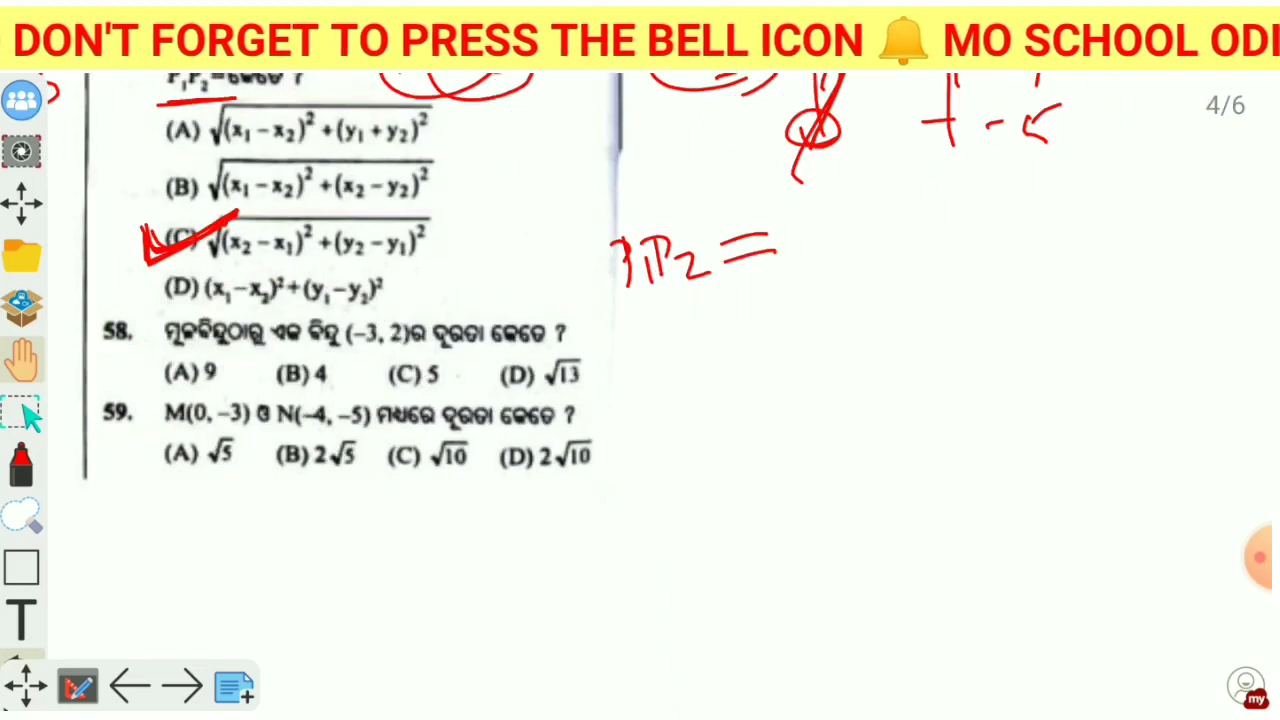 DON'T FORGET TO PRESS THE BELL ICON 🔔 MO SCHOOL ODI
4/6
P₁P₂ = କେତେ ?
(A) √(x₁ – x₂)² + (y₁ + y₂)²
(B) √(x₁ – x₂)² + (x₂ – y₂)²
(C) √(x₂ – x₁)² + (y₂ – y₁)²
P₂ =
(D) (x₁ – x₂)² + (y₁ – y₂)²
58. ମୂଳବିନ୍ଦୁଠାରୁ ଏକ ବିନ୍ଦୁ (–3, 2)ର ଦୂରତା କେତେ ?
(A) 9 (B) 4 (C) 5 (D) √13
59. M(0, –3) ଓ N(–4, –5) ମଧ୍ୟରେ ଦୂରତା କେତେ ?
(A) √5 (B) 2√5 (C) √10 (D) 2√10
T
my